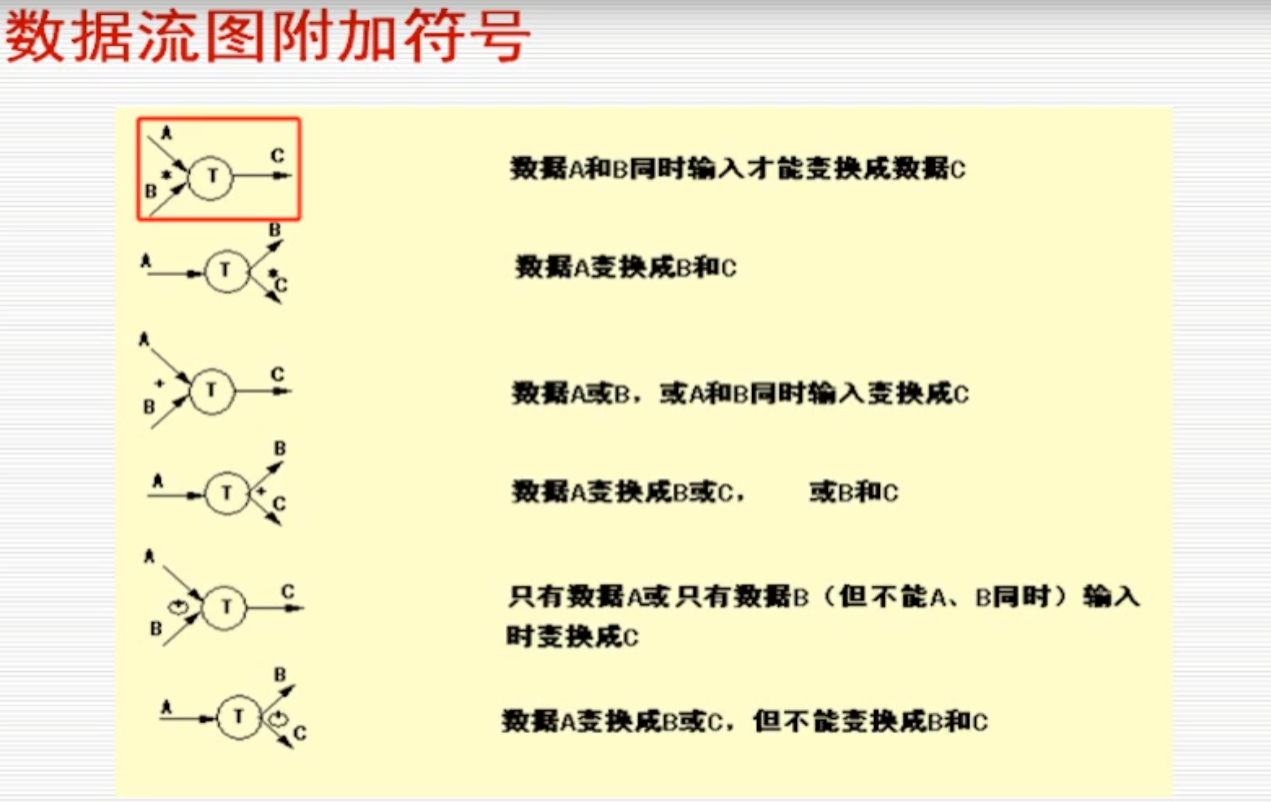 数据流图附加符号
A
C
*
T
B
数据A和B同时输入才能变换成数据C
B
A
T
*
C
数据A变换成B和C
A
C
+
T
B
数据A或B，或A和B同时输入变换成C
B
A
T
+
C
数据A变换成B或C， 或B和C
A
C
+
T
B
只有数据A或只有数据B（但不能A、B同时）输入
时变换成C
B
A
T
+
C
数据A变换成B或C，但不能变换成B和C